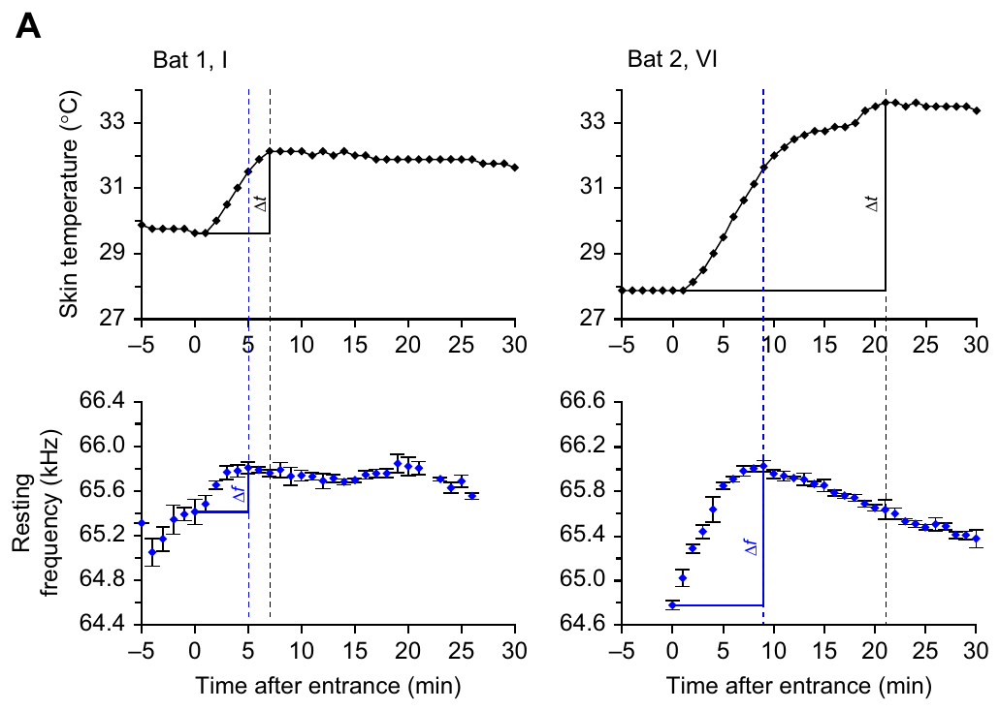 A
Bat 1, I
Bat 2, VI
Skin temperature (°C)
33
31
29
27
Δt
–5 0 5 10 15 20 25 30
33
31
29
27
Δt
–5 0 5 10 15 20 25 30
Resting
frequency (kHz)
66.4
66.0
65.6
65.2
64.8
64.4
Δf
–5 0 5 10 15 20 25 30
Time after entrance (min)
66.6
66.2
65.8
65.4
65.0
64.6
Δf
–5 0 5 10 15 20 25 30
Time after entrance (min)